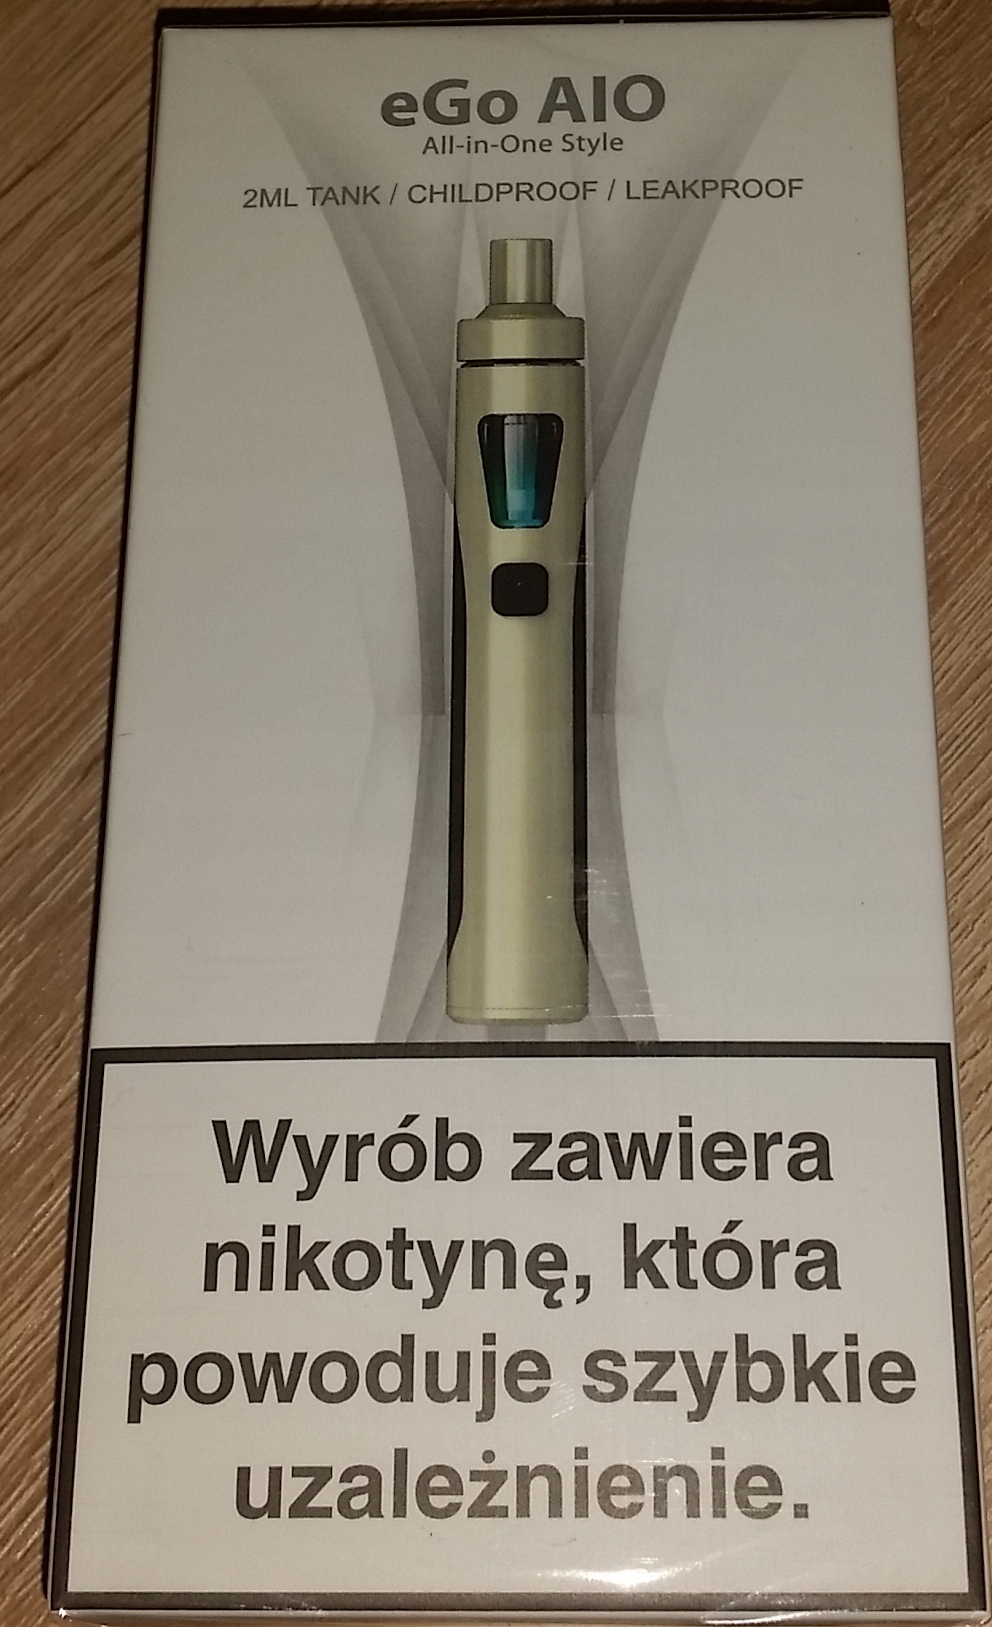 eGo AIO
All-in-One Style
2ML TANK / CHILDPROOF / LEAKPROOF
Wyrób zawiera
nikotynę, która
powoduje szybkie
uzależnienie.